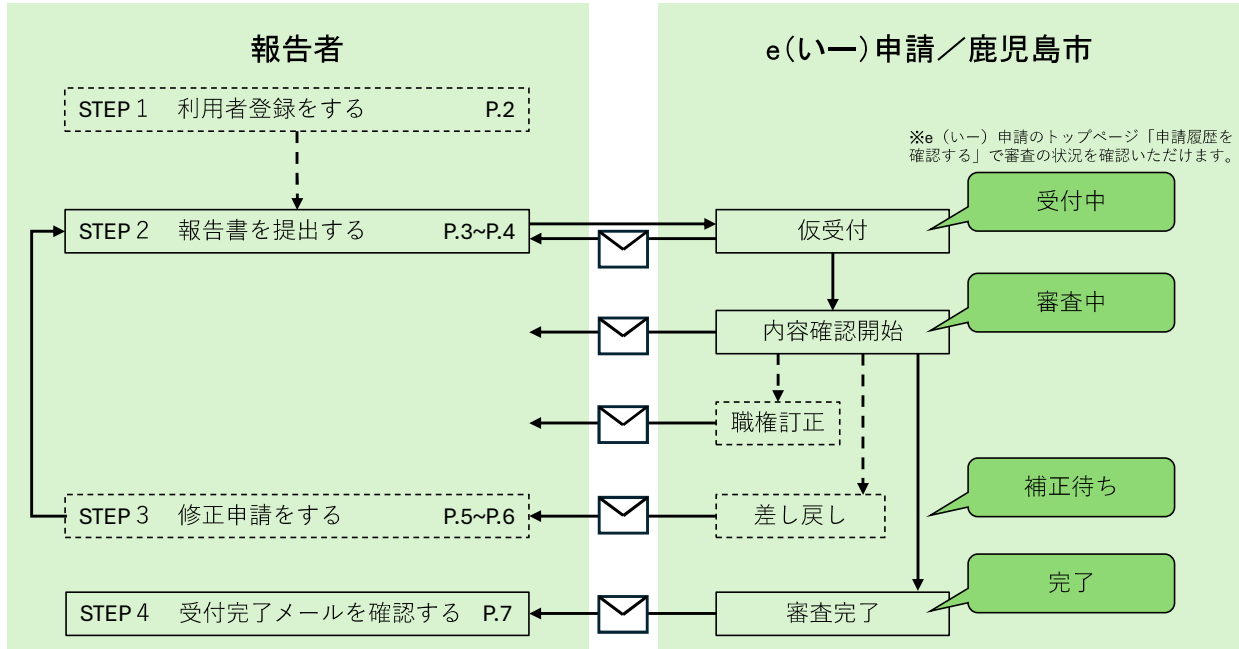 報告者
e(いー)申請／鹿児島市
STEP 1 利用者登録をする P.2
※e（いー）申請のトップページ「申請履歴を
確認する」で審査の状況を確認いただけます。
受付中
STEP 2 報告書を提出する P.3~P.4
仮受付
審査中
内容確認開始
職権訂正
補正待ち
STEP 3 修正申請をする P.5~P.6
差し戻し
完了
STEP 4 受付完了メールを確認する P.7
審査完了